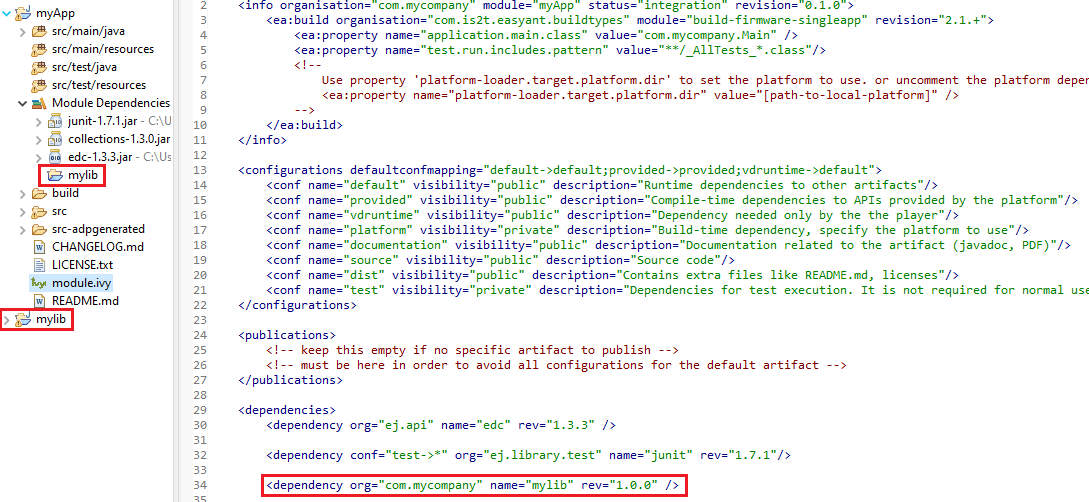 myApp
src/main/java
src/main/resources
src/test/java
src/test/resources
Module Dependencies
junit-1.7.1.jar - C:\U
collections-1.3.0.jar
edc-1.3.3.jar - C:\Us
mylib
build
src
src-adpgenerated
CHANGELOG.md
LICENSE.txt
module.ivy
README.md
mylib
2 <info organisation="com.mycompany" module="myApp" status="integration" revision="0.1.0">
3 <ea:build organisation="com.is2t.easyant.buildtypes" module="build-firmware-singleapp" revision="2.1.+">
4 <ea:property name="application.main.class" value="com.mycompany.Main" />
5 <ea:property name="test.run.includes.pattern" value="**/_AllTests_*.class"/>
6 <!--
7 Use property 'platform-loader.target.platform.dir' to set the platform to use. or uncomment the platform depe
8 <ea:property name="platform-loader.target.platform.dir" value="[path-to-local-platform]" />
9 -->
10 </ea:build>
11 </info>
12
13 <configurations defaultconfmapping="default->default;provided->provided;vdruntime->default">
14 <conf name="default" visibility="public" description="Runtime dependencies to other artifacts"/>
15 <conf name="provided" visibility="public" description="Compile-time dependencies to APIs provided by the platform"/>
16 <conf name="vdruntime" visibility="public" description="Dependency needed only by the the player"/>
17 <conf name="platform" visibility="private" description="Build-time dependency, specify the platform to use"/>
18 <conf name="documentation" visibility="public" description="Documentation related to the artifact (javadoc, PDF)"/>
19 <conf name="source" visibility="public" description="Source code"/>
20 <conf name="dist" visibility="public" description="Contains extra files like README.md, licenses"/>
21 <conf name="test" visibility="private" description="Dependencies for test execution. It is not required for normal use
22 </configurations>
23
24 <publications>
25 <!-- keep this empty if no specific artifact to publish -->
26 <!-- must be here in order to avoid all configurations for the default artifact -->
27 </publications>
28
29 <dependencies>
30 <dependency org="ej.api" name="edc" rev="1.3.3" />
31
32 <dependency conf="test->*" org="ej.library.test" name="junit" rev="1.7.1"/>
33
34 <dependency org="com.mycompany" name="mylib" rev="1.0.0" />
35